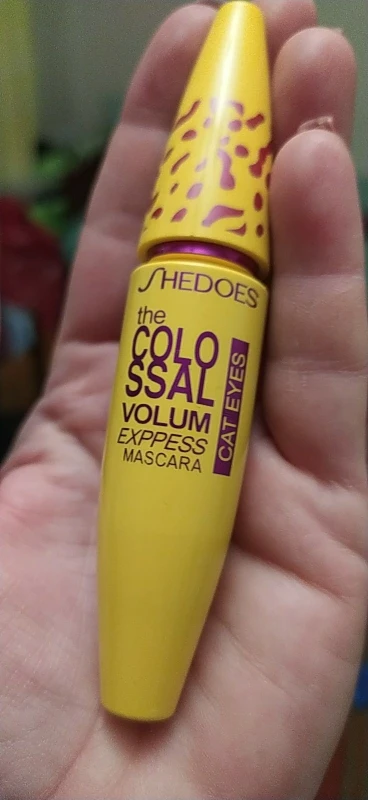 SHEDOES
the
COLO
SSAL
VOLUM
EXPPESS
MASCARA
CAT EYES